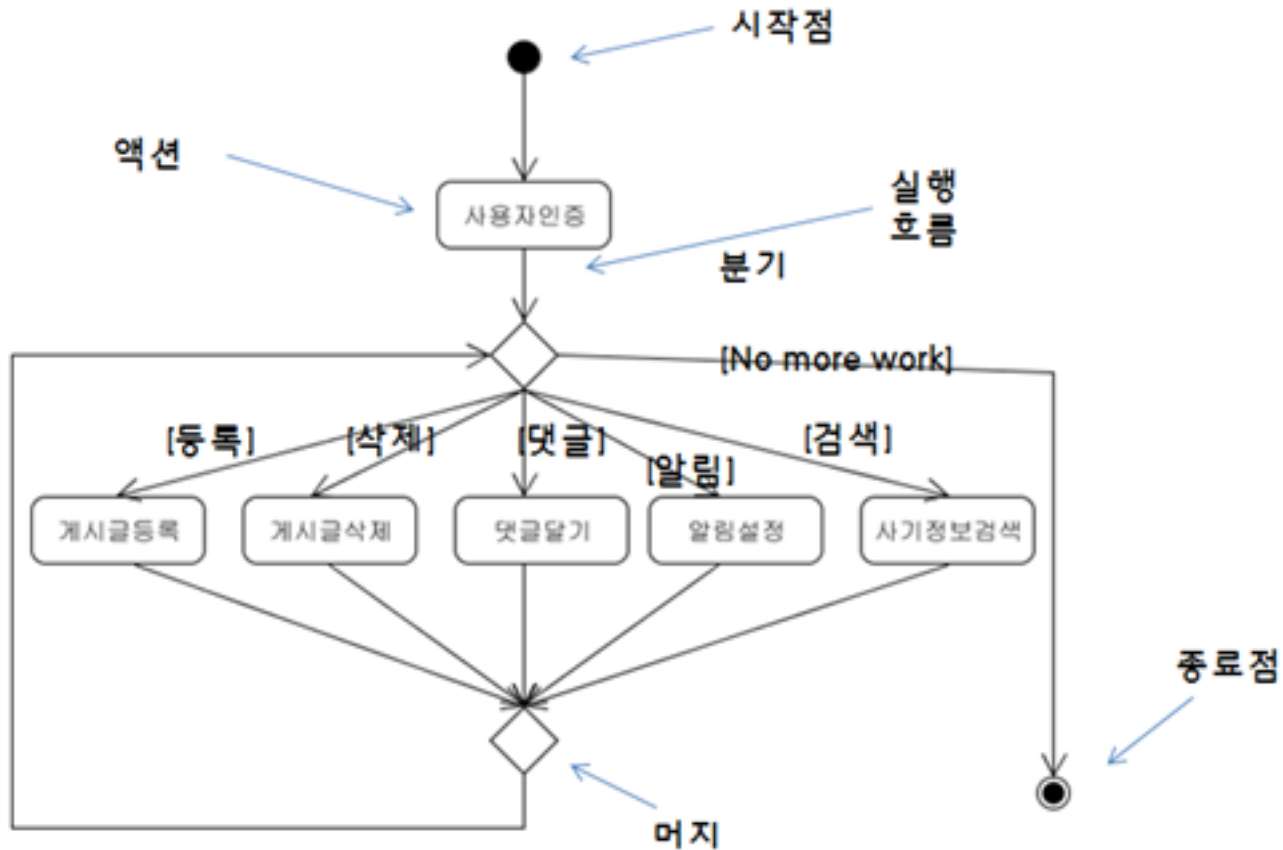 시작점
액션
실행
흐름
사용자인증
분기
[No more work]
[등록]
[삭제]
[댓글]
[알림]
[검색]
게시글등록
게시글삭제
댓글달기
알림설정
사기정보검색
종료점
머지